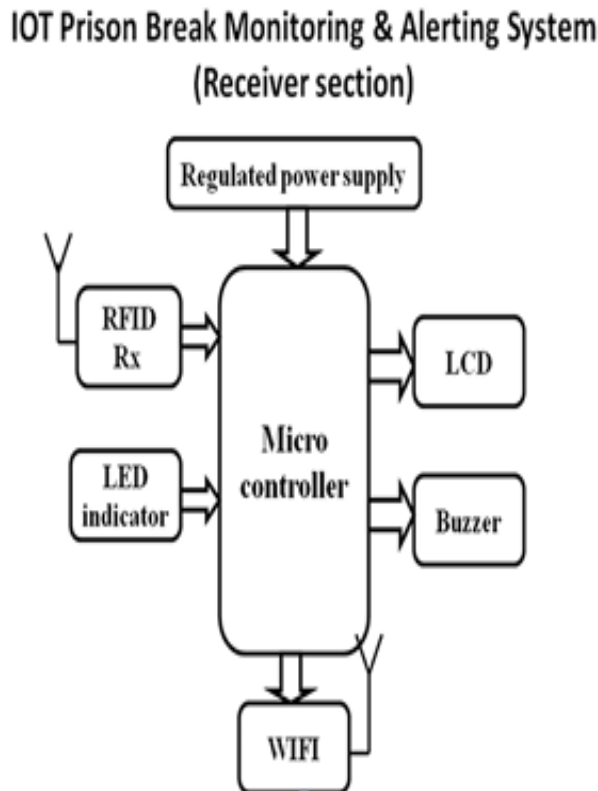 IOT Prison Break Monitoring & Alerting System
(Receiver section)
Regulated power supply
RFID
Rx
LCD
Micro
controller
LED
indicator
Buzzer
WIFI